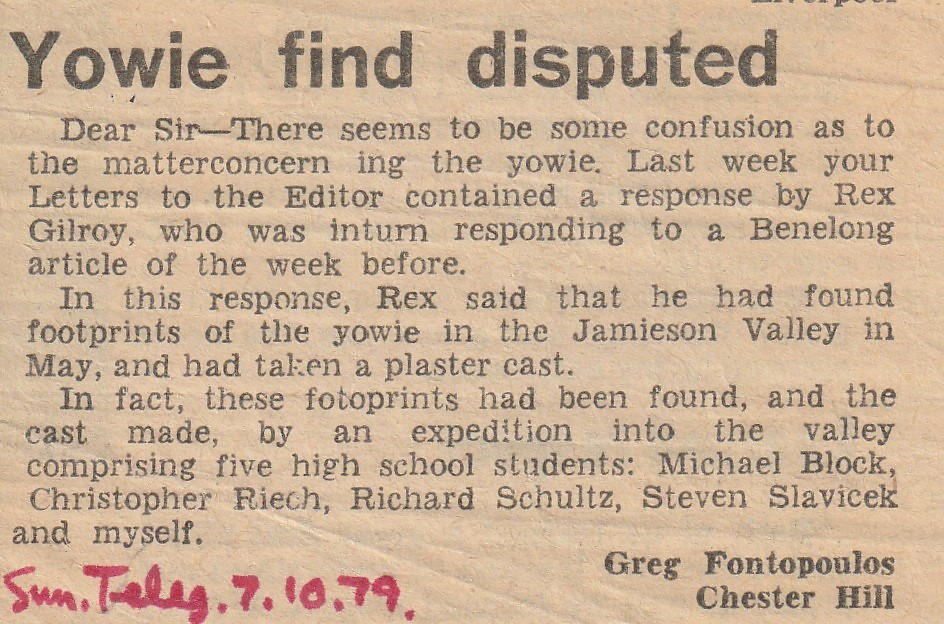 Yowie find disputed
Dear Sir—There seems to be some confusion as to
the matterconcern ing the yowie. Last week your
Letters to the Editor contained a response by Rex
Gilroy, who was inturn responding to a Benelong
article of the week before.
In this response, Rex said that he had found
footprints of the yowie in the Jamieson Valley in
May, and had taken a plaster cast.
In fact, these fotoprints had been found, and the
cast made, by an expedition into the valley
comprising five high school students: Michael Block,
Christopher Riech, Richard Schultz, Steven Slavicek
and myself.
Greg Fontopoulos
Chester Hill
Sun. Teleg. 7.10.79.